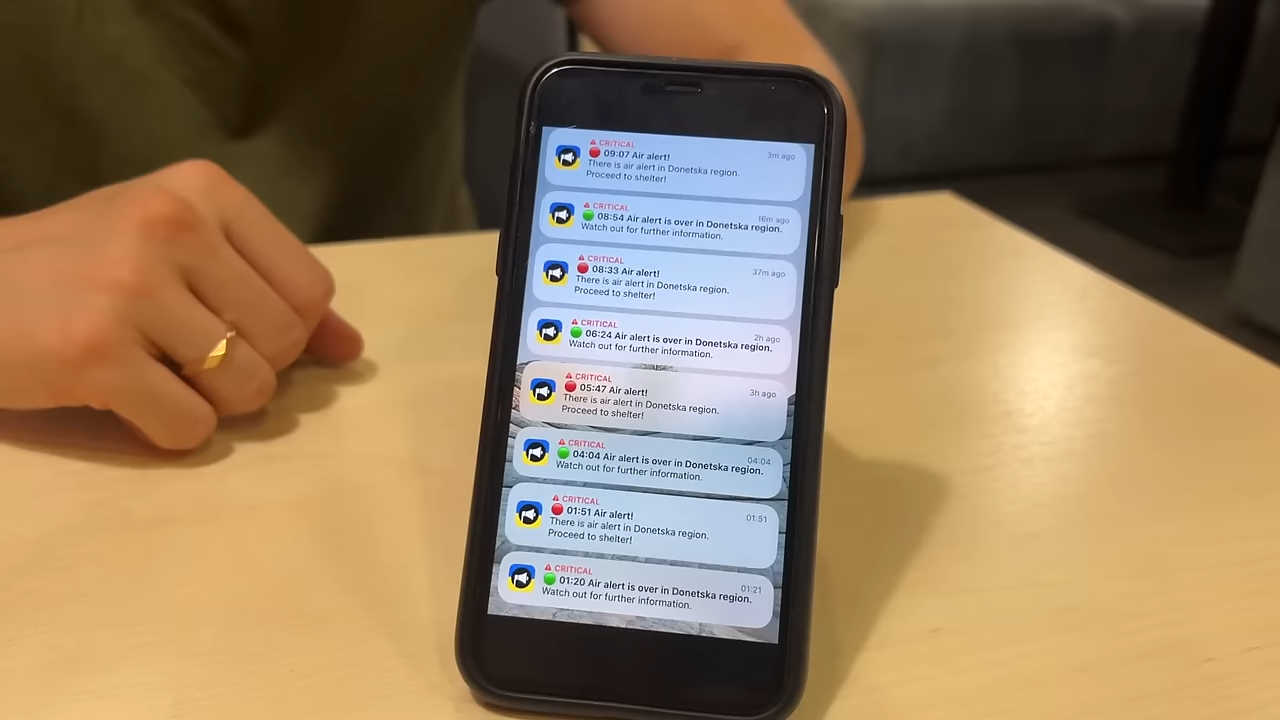 CRITICAL
09:07 Air alert!
3m ago
There is air alert in Donetska region.
Proceed to shelter!
CRITICAL
08:54 Air alert is over in Donetska region.
16m ago
Watch out for further information.
CRITICAL
08:33 Air alert!
37m ago
There is air alert in Donetska region.
Proceed to shelter!
CRITICAL
06:24 Air alert is over in Donetska region.
2h ago
Watch out for further information.
CRITICAL
05:47 Air alert!
3h ago
There is air alert in Donetska region.
Proceed to shelter!
CRITICAL
04:04 Air alert is over in Donetska region.
04:04
Watch out for further information.
CRITICAL
01:51 Air alert!
01:51
There is air alert in Donetska region.
Proceed to shelter!
CRITICAL
01:20 Air alert is over in Donetska region.
01:21
Watch out for further information.